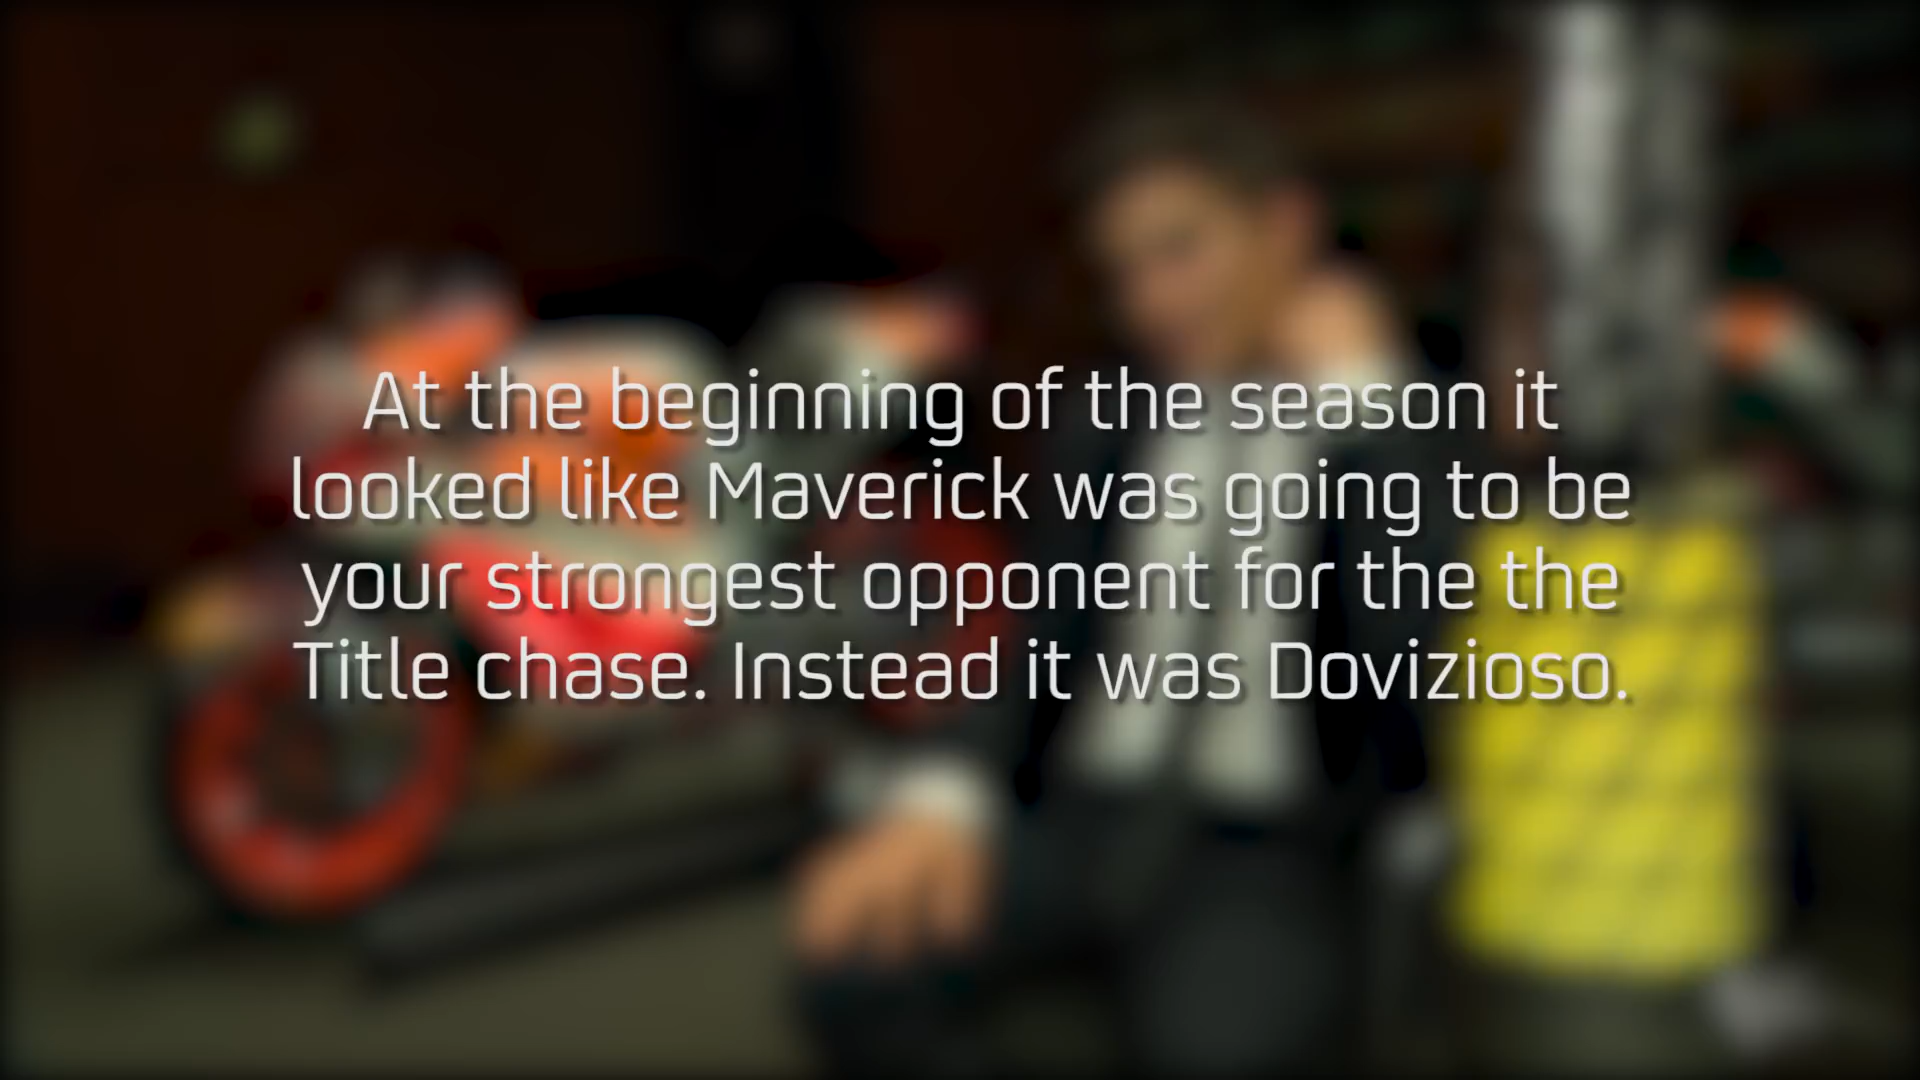 At the beginning of the season it
looked like Maverick was going to be
your strongest opponent for the the
Title chase. Instead it was Dovizioso.